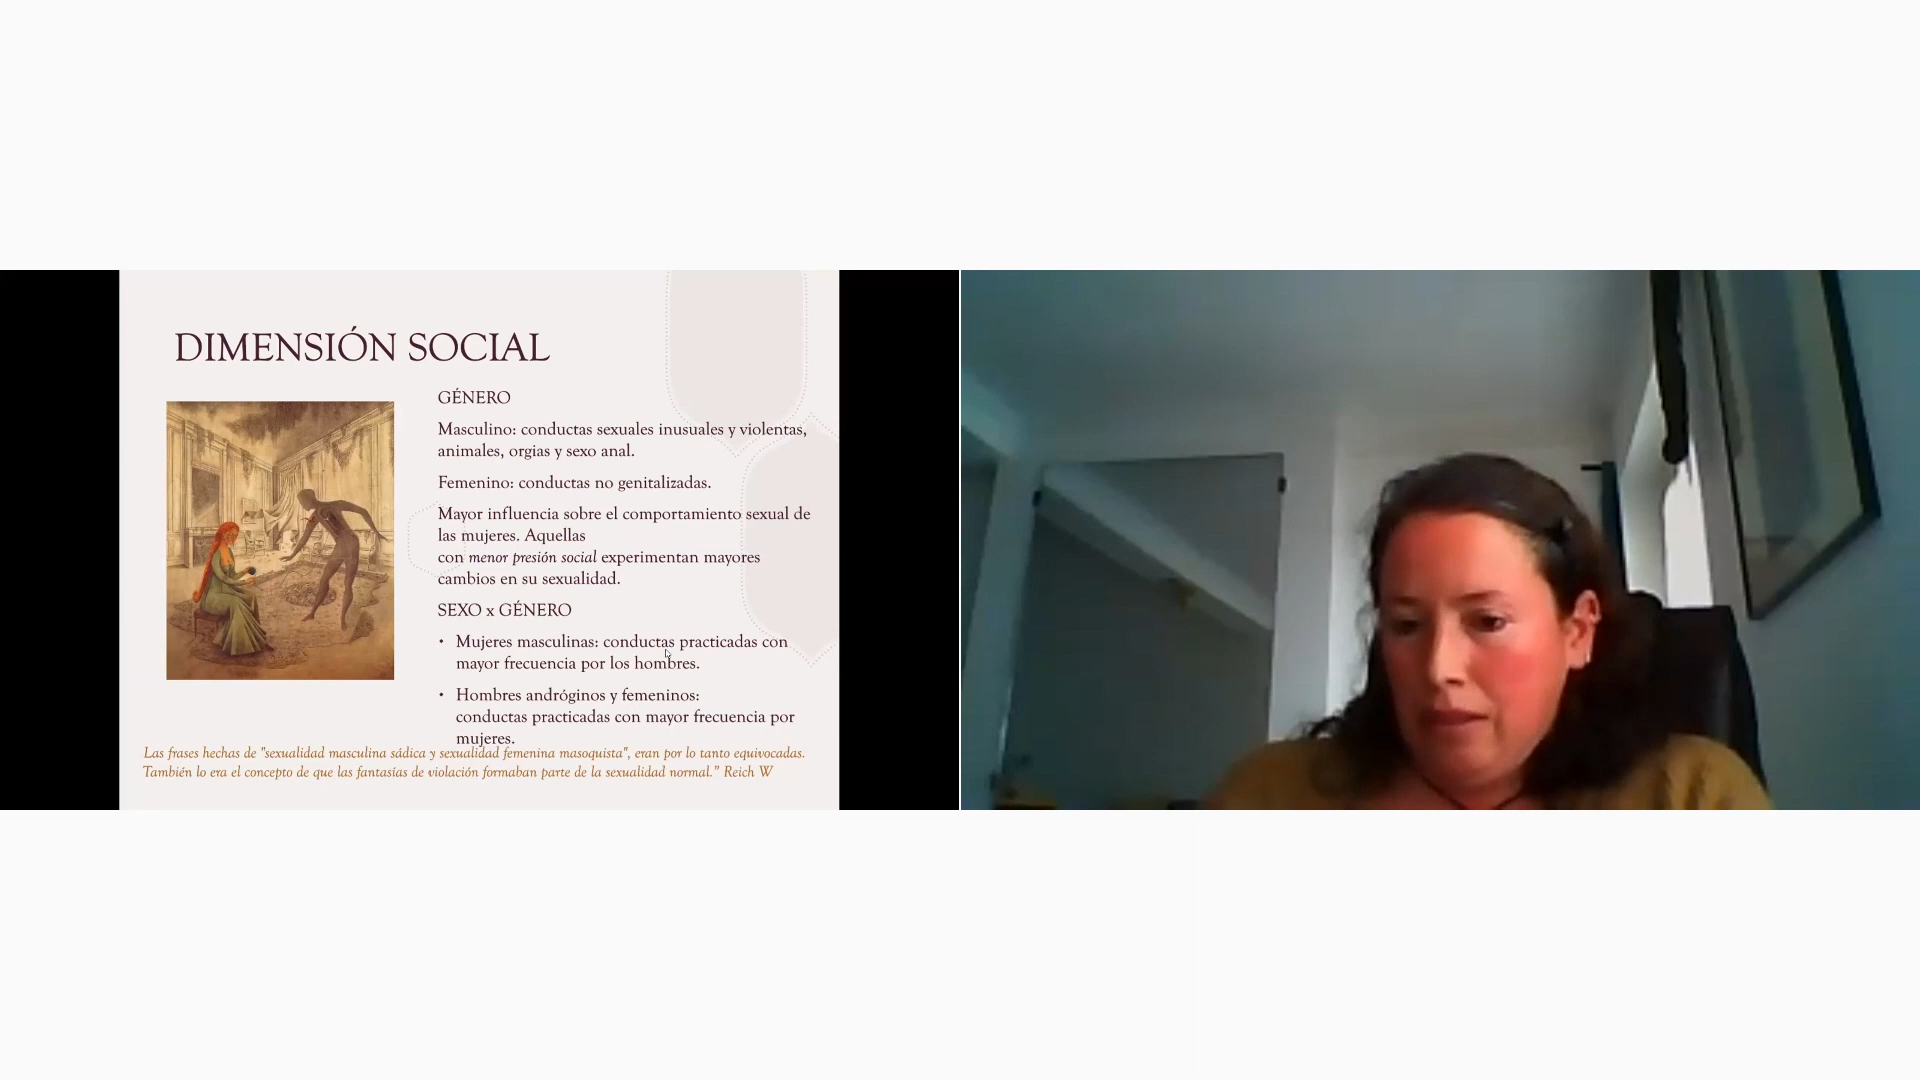 DIMENSIÓN SOCIAL
GÉNERO
Masculino: conductas sexuales inusuales y violentas,
animales, orgias y sexo anal.
Femenino: conductas no genitalizadas.
Mayor influencia sobre el comportamiento sexual de
las mujeres. Aquellas
con menor presión social experimentan mayores
cambios en su sexualidad.
SEXO x GÉNERO
• Mujeres masculinas: conductas practicadas con
mayor frecuencia por los hombres.
• Hombres andróginos y femeninos:
conductas practicadas con mayor frecuencia por
mujeres.
Las frases hechas de "sexualidad masculina sádica y sexualidad femenina masoquista", eran por lo tanto equivocadas.
También lo era el concepto de que las fantasías de violación formaban parte de la sexualidad normal." Reich W